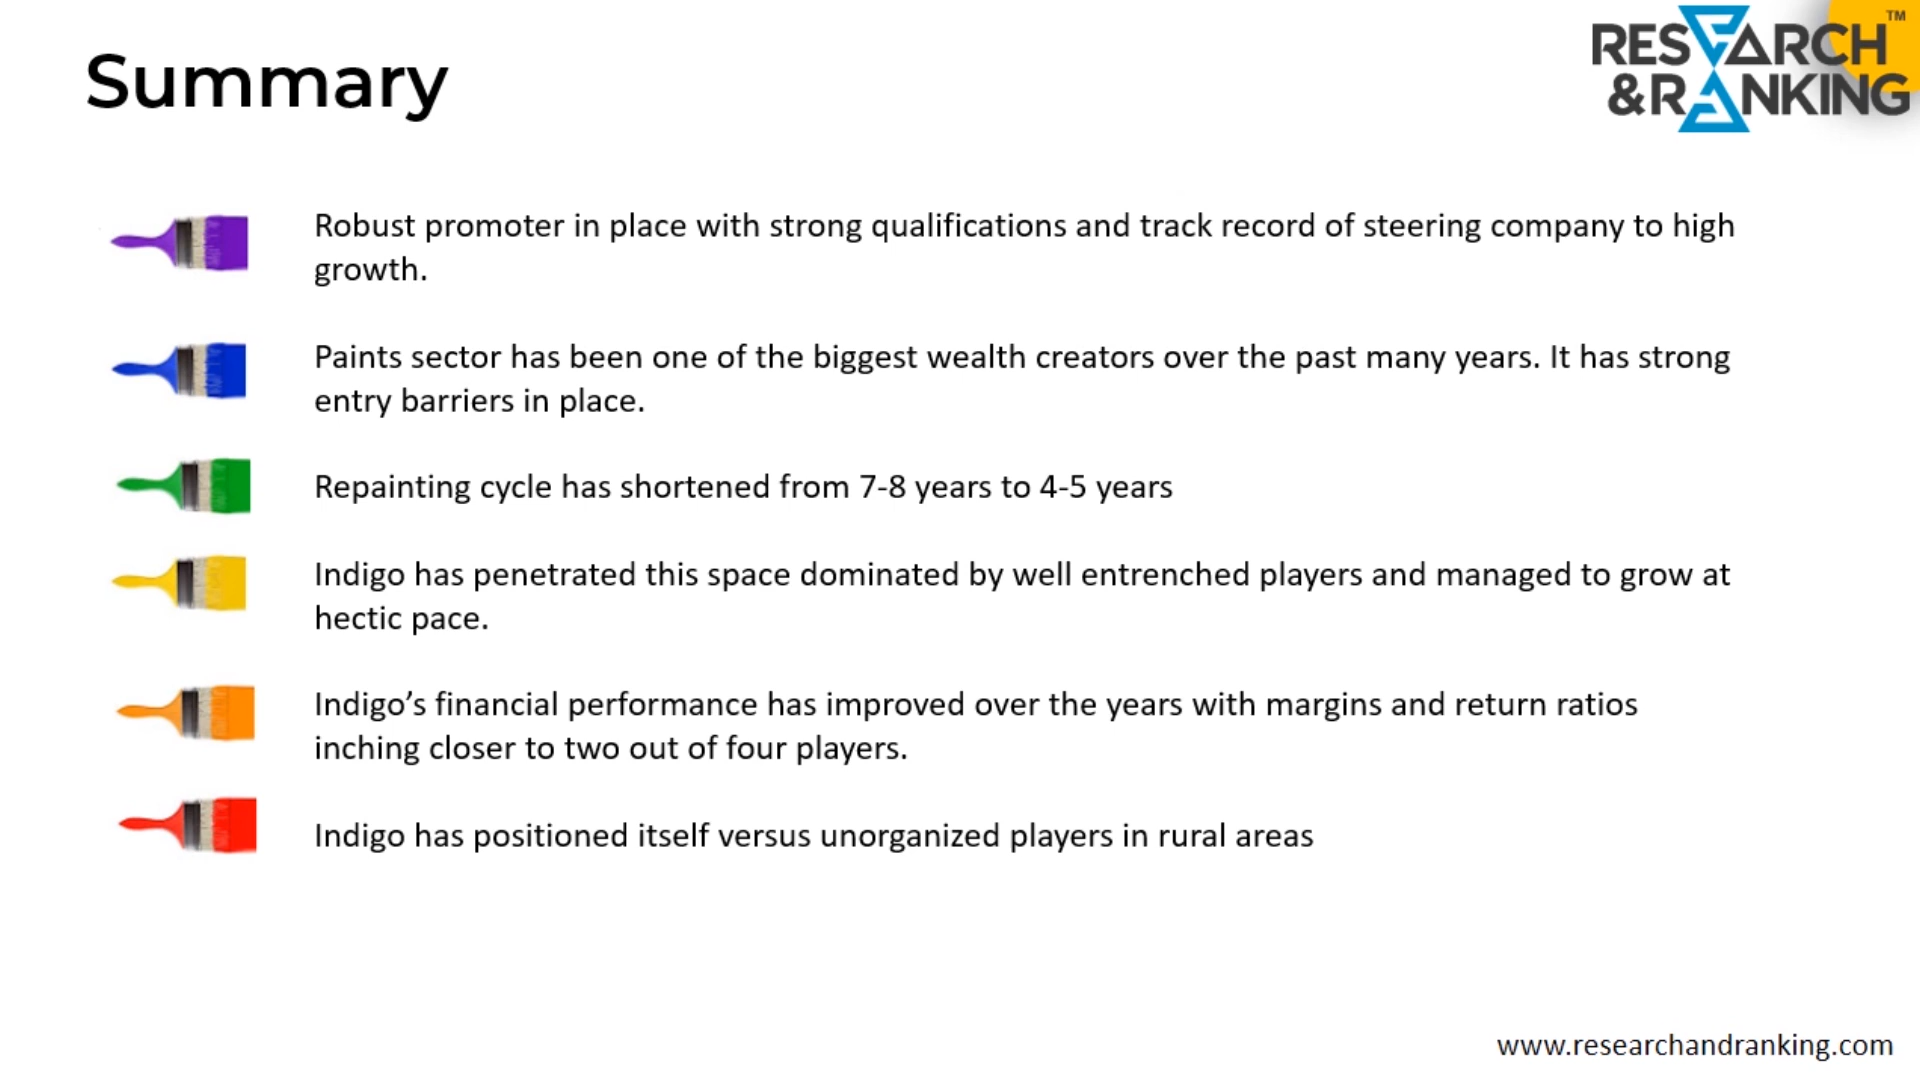 Summary
RESEARCH
&RANKING
TM
Robust promoter in place with strong qualifications and track record of steering company to high
growth.
Paints sector has been one of the biggest wealth creators over the past many years. It has strong
entry barriers in place.
Repainting cycle has shortened from 7-8 years to 4-5 years
Indigo has penetrated this space dominated by well entrenched players and managed to grow at
hectic pace.
Indigo’s financial performance has improved over the years with margins and return ratios
inching closer to two out of four players.
Indigo has positioned itself versus unorganized players in rural areas
www.researchandranking.com